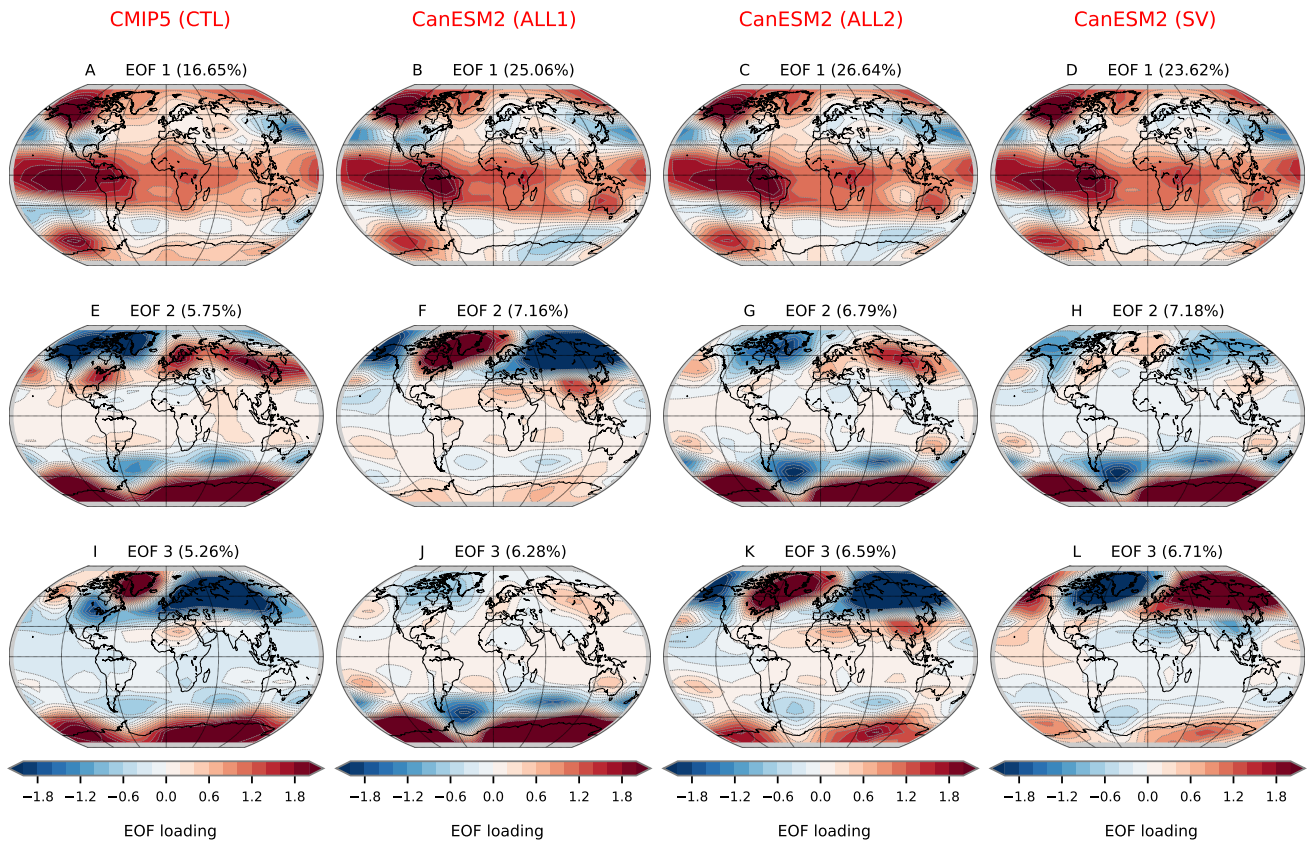 CMIP5 (CTL) CanESM2 (ALL1) CanESM2 (ALL2) CanESM2 (SV)
A EOF 1 (16.65%) B EOF 1 (25.06%) C EOF 1 (26.64%) D EOF 1 (23.62%)
E EOF 2 (5.75%) F EOF 2 (7.16%) G EOF 2 (6.79%) H EOF 2 (7.18%)
I EOF 3 (5.26%) J EOF 3 (6.28%) K EOF 3 (6.59%) L EOF 3 (6.71%)
−1.8 −1.2 −0.6 0.0 0.6 1.2 1.8 −1.8 −1.2 −0.6 0.0 0.6 1.2 1.8 −1.8 −1.2 −0.6 0.0 0.6 1.2 1.8 −1.8 −1.2 −0.6 0.0 0.6 1.2 1.8
EOF loading EOF loading EOF loading EOF loading